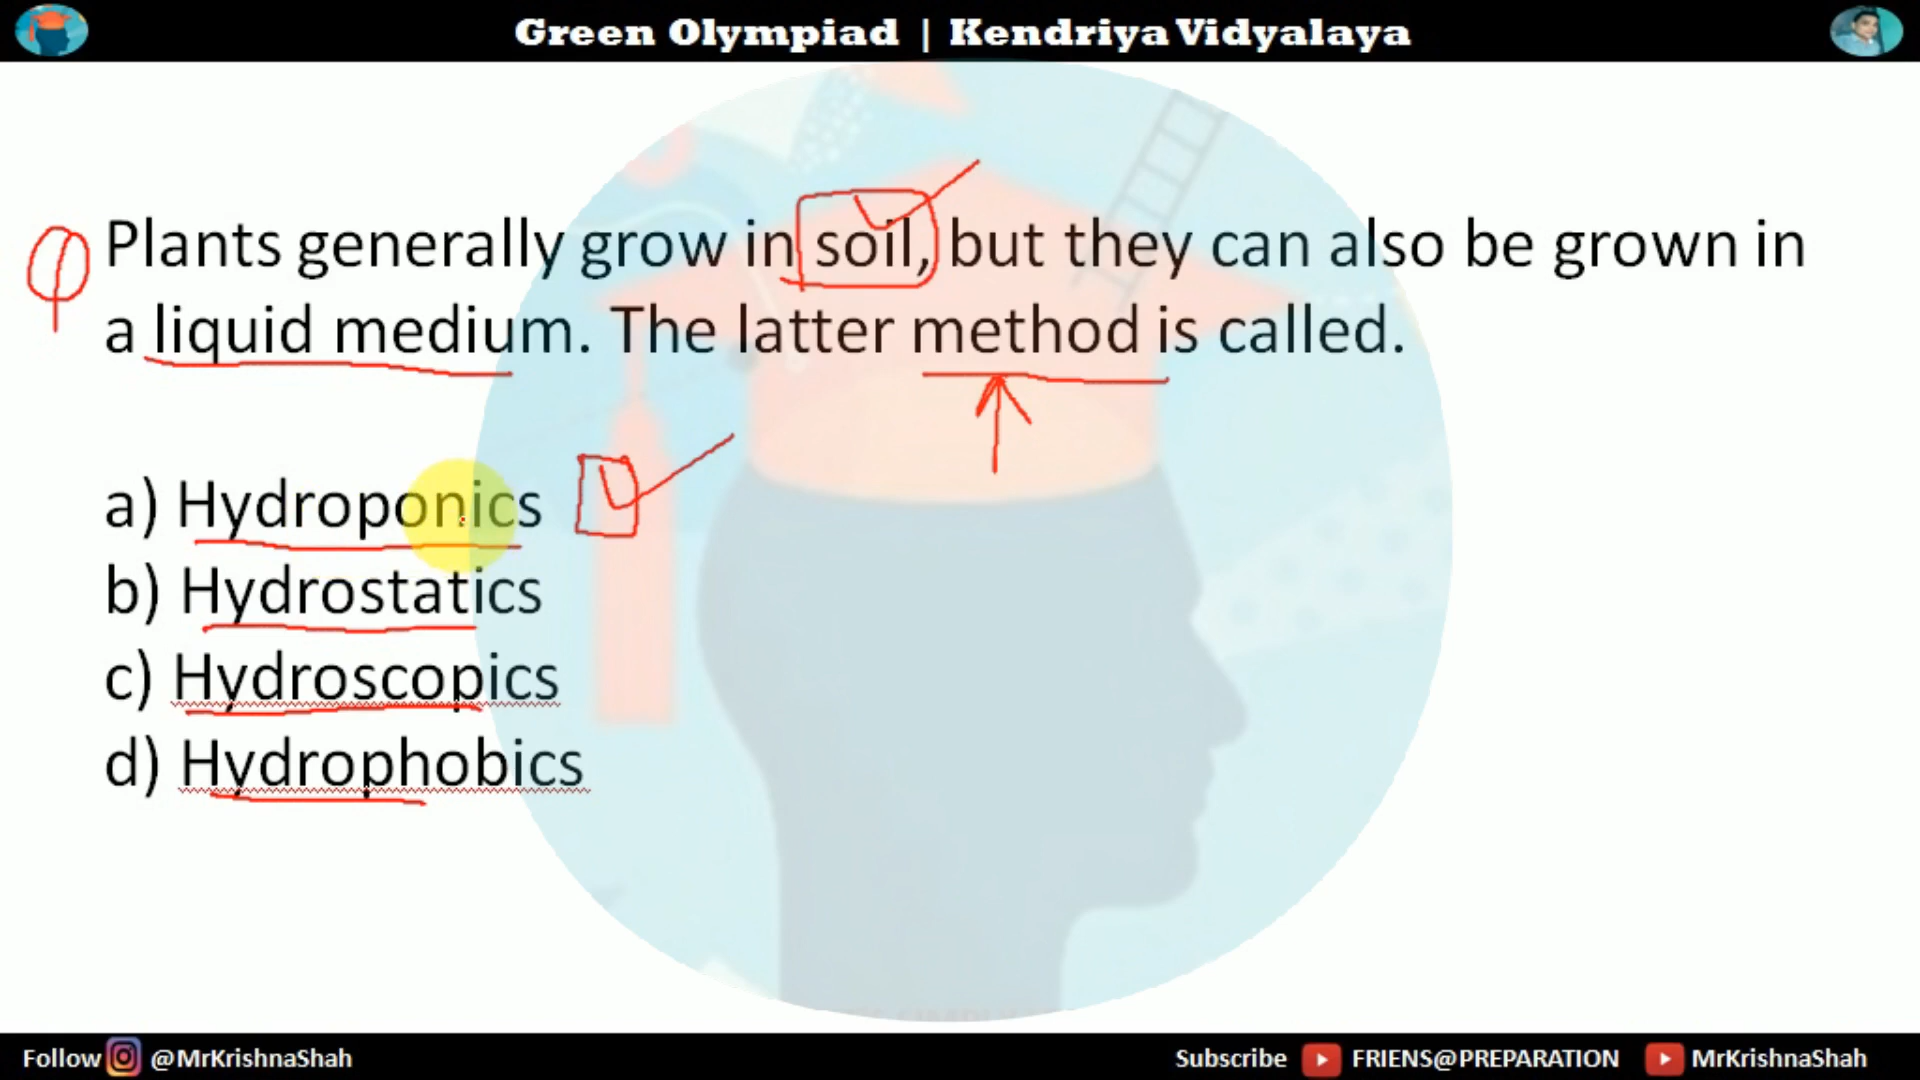 Green Olympiad | Kendriya Vidyalaya
Plants generally grow in soil, but they can also be grown in
a liquid medium. The latter method is called.
a) Hydroponics
b) Hydrostatics
c) Hydroscopics
d) Hydrophobics
Follow @MrKrishnaShah
Subscribe FRIENS@PREPARATION MrKrishnaShah